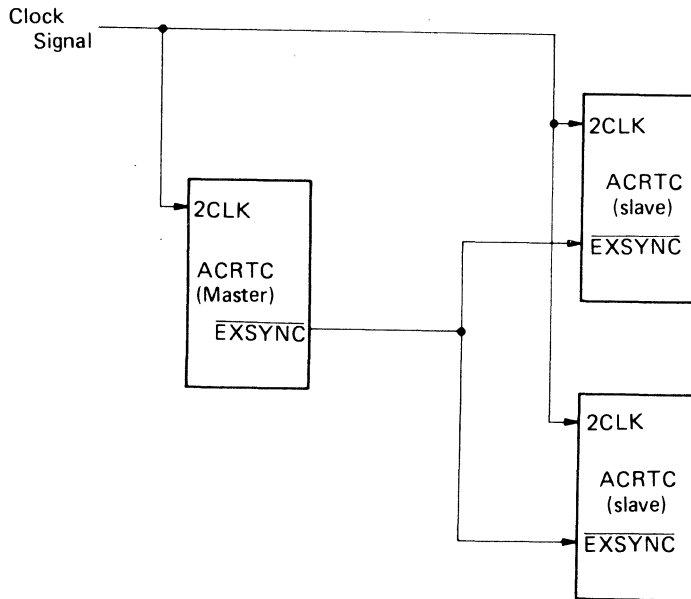 Clock
Signal
2CLK
ACRTC
(Master)
EXSYNC
2CLK
ACRTC
(slave)
EXSYNC
2CLK
ACRTC
(slave)
EXSYNC